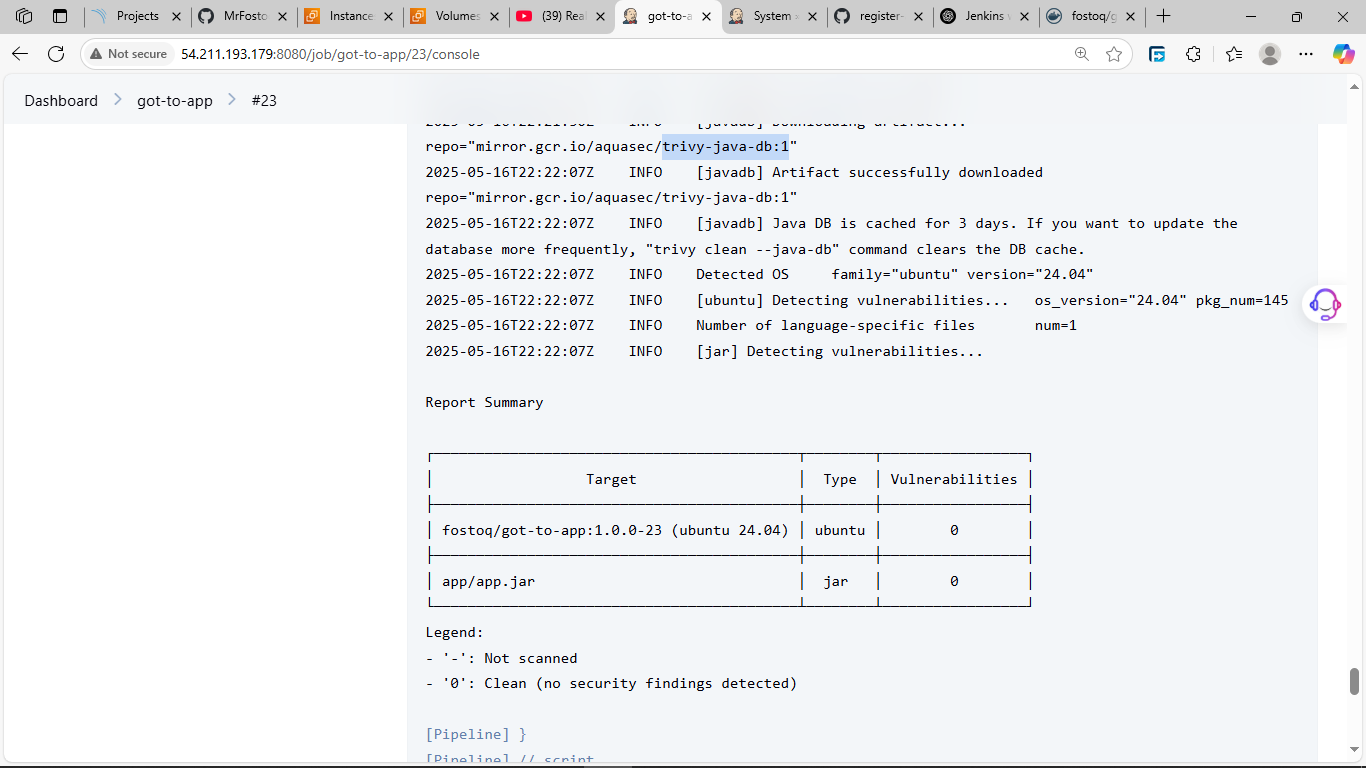 Projects
MrFosto
Instance:
Volumes
(39) Rea
got-to-a
System
register-
Jenkins
fostoq/g
Not secure
54.211.193.179:8080/job/got-to-app/23/console
Dashboard > got-to-app > #23
2025-05-16T22:21:50Z INFO [javadb] Downloading artifact...
repo="mirror.gcr.io/aquasec/trivy-java-db:1"
2025-05-16T22:22:07Z INFO [javadb] Artifact successfully downloaded
repo="mirror.gcr.io/aquasec/trivy-java-db:1"
2025-05-16T22:22:07Z INFO [javadb] Java DB is cached for 3 days. If you want to update the
database more frequently, "trivy clean --java-db" command clears the DB cache.
2025-05-16T22:22:07Z INFO Detected OS family="ubuntu" version="24.04"
2025-05-16T22:22:07Z INFO [ubuntu] Detecting vulnerabilities... os_version="24.04" pkg_num=145
2025-05-16T22:22:07Z INFO Number of language-specific files num=1
2025-05-16T22:22:07Z INFO [jar] Detecting vulnerabilities...
Report Summary
Target Type Vulnerabilities
fostoq/got-to-app:1.0.0-23 (ubuntu 24.04) ubuntu 0
app/app.jar jar 0
Legend:
- '-': Not scanned
- '0': Clean (no security findings detected)
[Pipeline] }
[Pipeline] // script